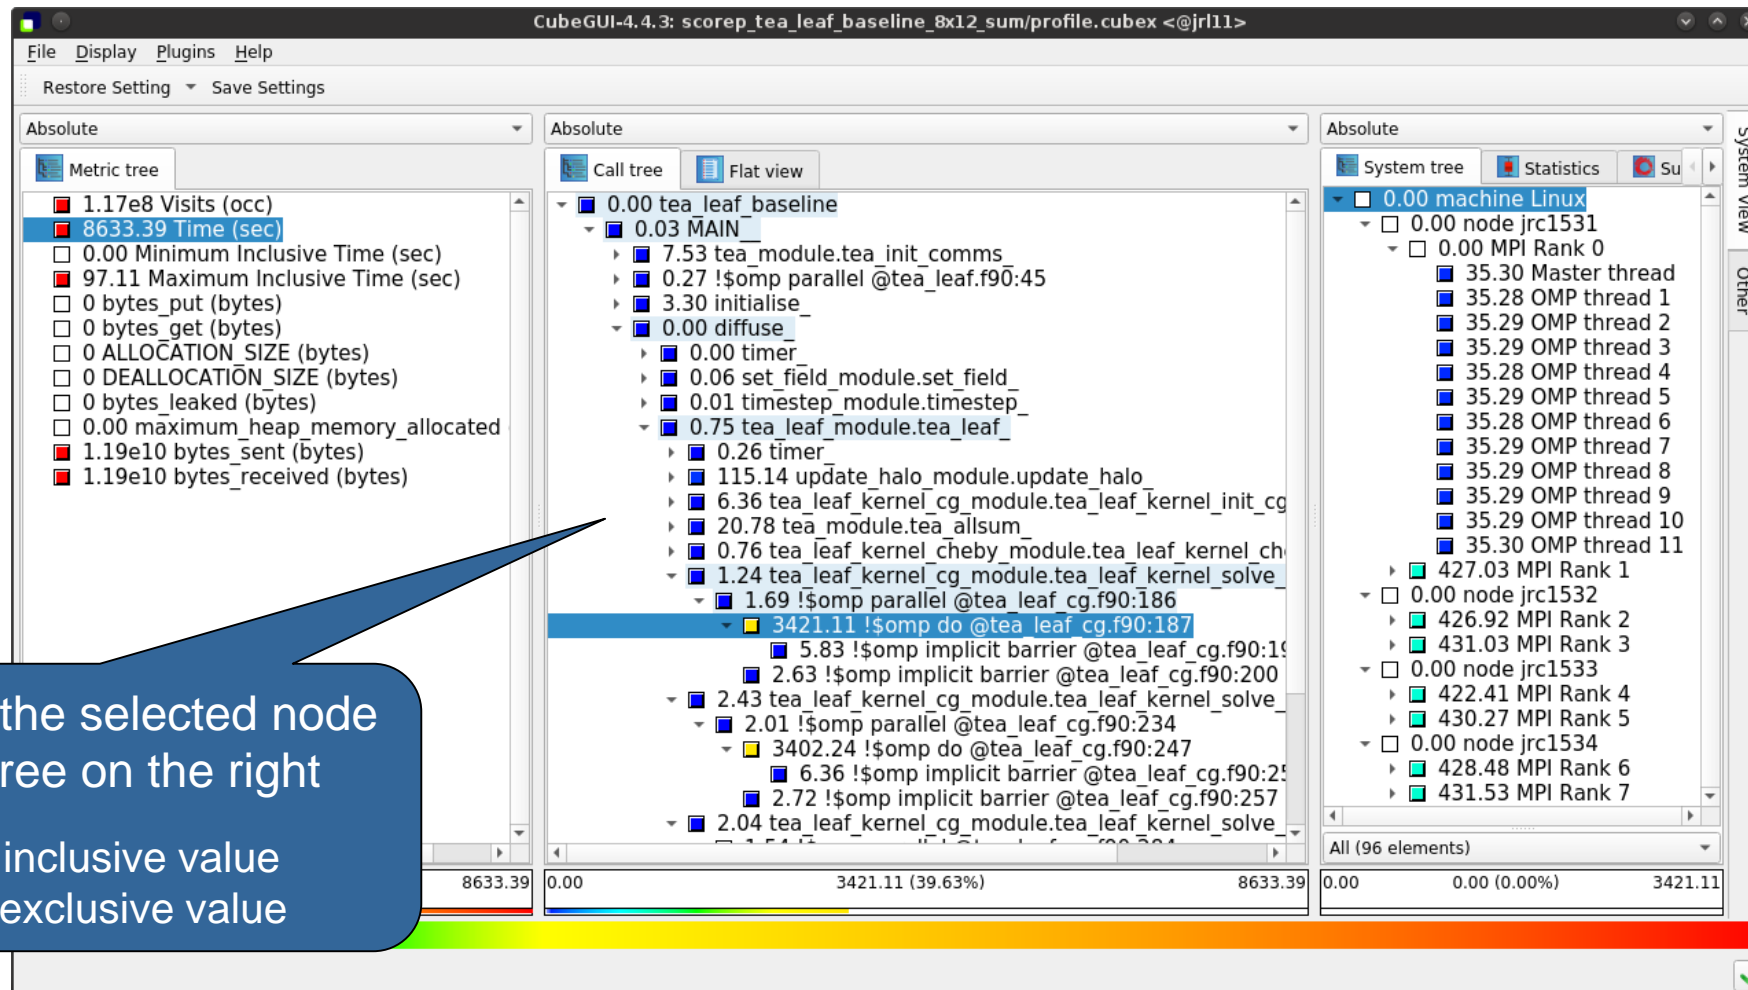 CubeGUI-4.4.3: scorep_tea_leaf_baseline_8x12_sum/profile.cubex <@jrl11>
File Display Plugins Help
Restore Setting Save Settings
Absolute
Metric tree
1.17e8 Visits (occ)
8633.39 Time (sec)
0.00 Minimum Inclusive Time (sec)
97.11 Maximum Inclusive Time (sec)
0 bytes_put (bytes)
0 bytes_get (bytes)
0 ALLOCATION_SIZE (bytes)
0 DEALLOCATION_SIZE (bytes)
0 bytes_leaked (bytes)
0.00 maximum_heap_memory_allocated
1.19e10 bytes_sent (bytes)
1.19e10 bytes_received (bytes)
8633.39
the selected node
ree on the right
inclusive value
exclusive value
Absolute
Call tree Flat view
0.00 tea_leaf_baseline
0.03 MAIN__
7.53 tea_module.tea_init_comms_
0.27 !$omp parallel @tea_leaf.f90:45
3.30 initialise_
0.00 diffuse_
0.00 timer_
0.06 set_field_module.set_field_
0.01 timestep_module.timestep_
0.75 tea_leaf_module.tea_leaf_
0.26 timer_
115.14 update_halo_module.update_halo_
6.36 tea_leaf_kernel_cg_module.tea_leaf_kernel_init_cg
20.78 tea_module.tea_allsum_
0.76 tea_leaf_kernel_cheby_module.tea_leaf_kernel_ch
1.24 tea_leaf_kernel_cg_module.tea_leaf_kernel_solve_
1.69 !$omp parallel @tea_leaf_cg.f90:186
3421.11 !$omp do @tea_leaf_cg.f90:187
5.83 !$omp implicit barrier @tea_leaf_cg.f90:19
2.63 !$omp implicit barrier @tea_leaf_cg.f90:200
2.43 tea_leaf_kernel_cg_module.tea_leaf_kernel_solve_
2.01 !$omp parallel @tea_leaf_cg.f90:234
3402.24 !$omp do @tea_leaf_cg.f90:247
6.36 !$omp implicit barrier @tea_leaf_cg.f90:25
2.72 !$omp implicit barrier @tea_leaf_cg.f90:257
2.04 tea_leaf_kernel_cg_module.tea_leaf_kernel_solve_
0.00 3421.11 (39.63%) 8633.39
Absolute
System tree Statistics Su
0.00 machine Linux
0.00 node jrc1531
0.00 MPI Rank 0
35.30 Master thread
35.28 OMP thread 1
35.29 OMP thread 2
35.29 OMP thread 3
35.28 OMP thread 4
35.29 OMP thread 5
35.28 OMP thread 6
35.29 OMP thread 7
35.29 OMP thread 8
35.29 OMP thread 9
35.29 OMP thread 10
35.30 OMP thread 11
427.03 MPI Rank 1
0.00 node jrc1532
426.92 MPI Rank 2
431.03 MPI Rank 3
0.00 node jrc1533
422.41 MPI Rank 4
430.27 MPI Rank 5
0.00 node jrc1534
428.48 MPI Rank 6
431.53 MPI Rank 7
All (96 elements)
0.00 0.00 (0.00%) 3421.11
System View
Other